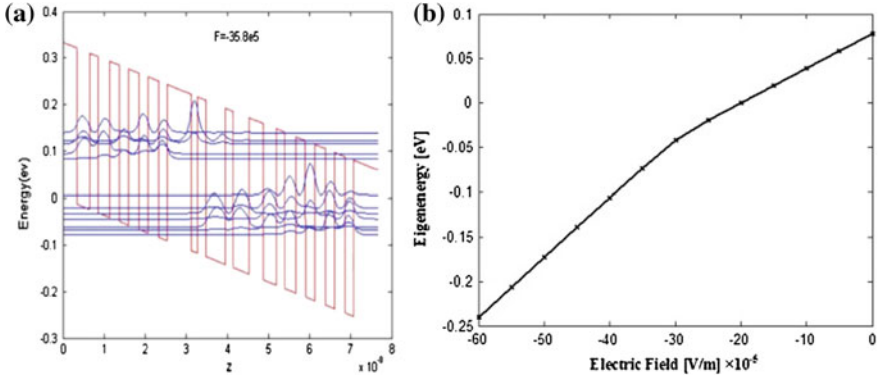 (a)
F=-35.8e5
Energy(ev)
0.4
0.3
0.2
0.1
0
0.1
0.2
0.3
0 1 2 3 4 5 6 7 8
z
x 10⁻⁸
(b)
Eigenenergy [eV]
0.1
0.05
0
-0.05
-0.1
-0.15
-0.2
-0.25
-60 -50 -40 -30 -20 -10 0
Electric Field [V/m] ×10⁻⁵